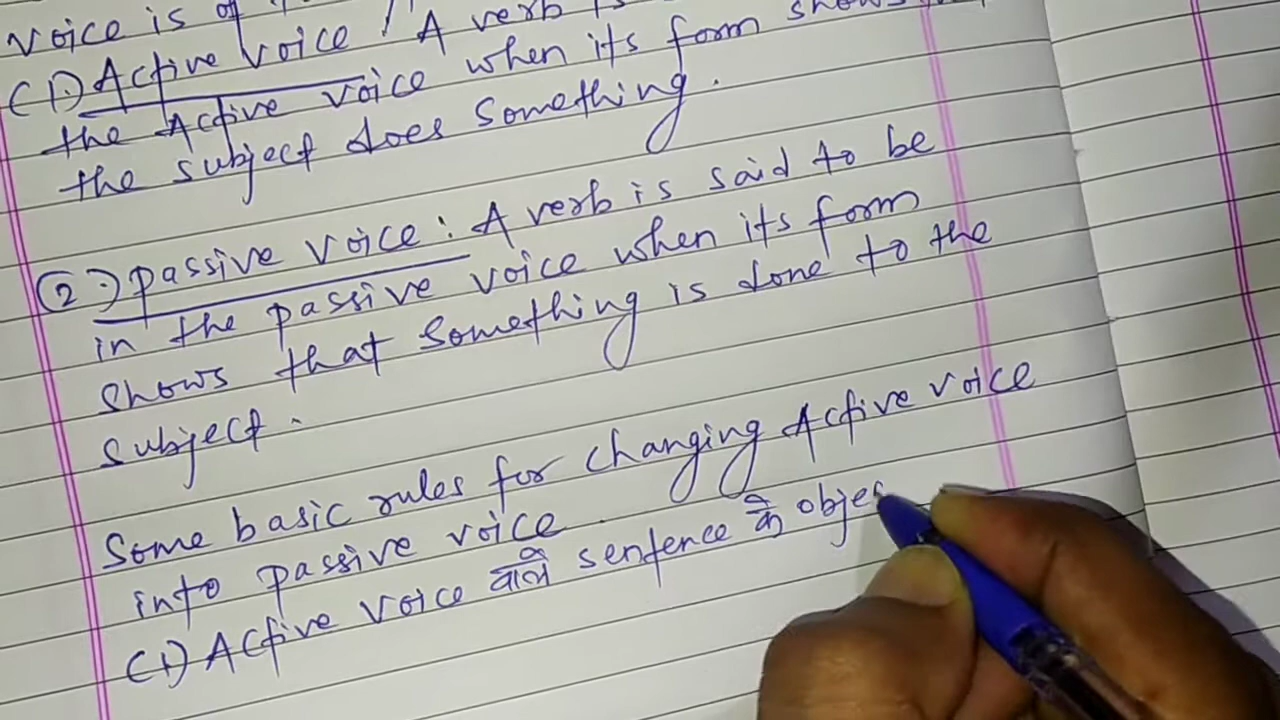 voice is of
(1.) Active voice / A verb is
the Active voice when its form shows
the subject does something.
(2.) passive voice : A verb is said to be
in the passive voice when its form
shows that something is done to the
subject.
Some basic rules for changing Active voice
into passive voice
(1) Active voice वाले sentence के objec